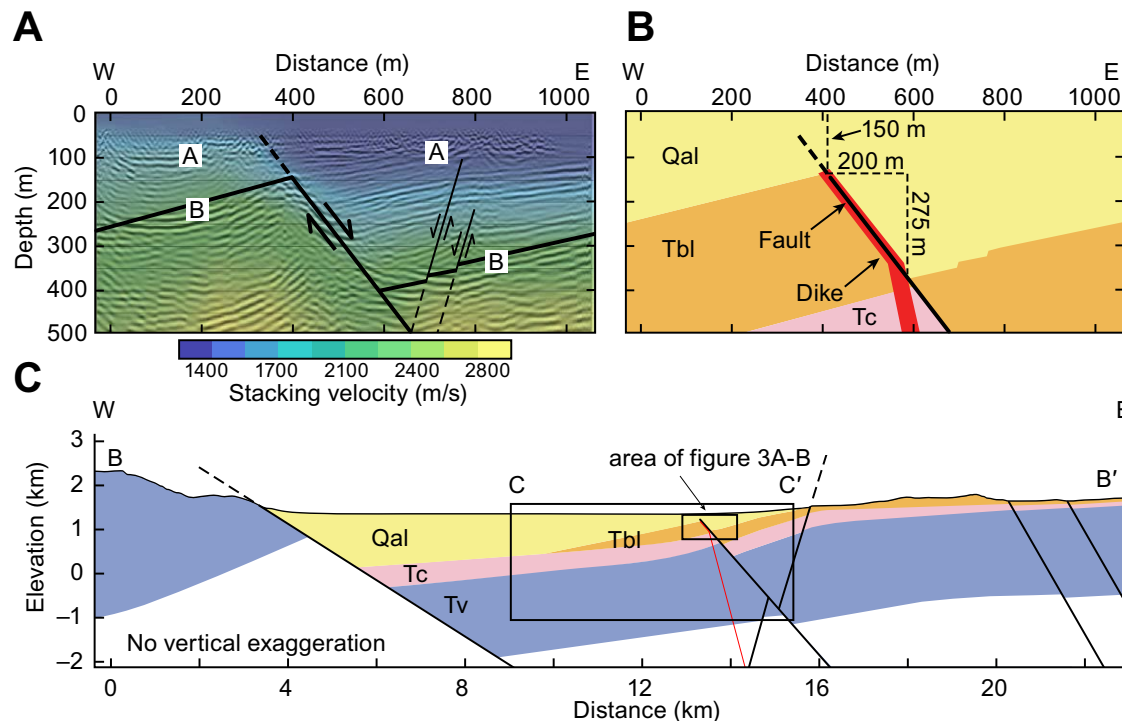 A
Distance (m)
W
E
0 200 400 600 800 1000
0
100
200
300
400
500
Depth (m)
A
A
B
B
1400 1700 2100 2400 2800
Stacking velocity (m/s)
B
Distance (m)
W
E
0 200 400 600 800 1000
150 m
200 m
275 m
Qal
Tbl
Fault
Dike
Tc
C
W
E
3
2
1
0
−1
−2
Elevation (km)
B
area of figure 3A-B
C
C′
B′
Qal
Tbl
Tc
Tv
No vertical exaggeration
0 4 8 12 16 20
Distance (km)